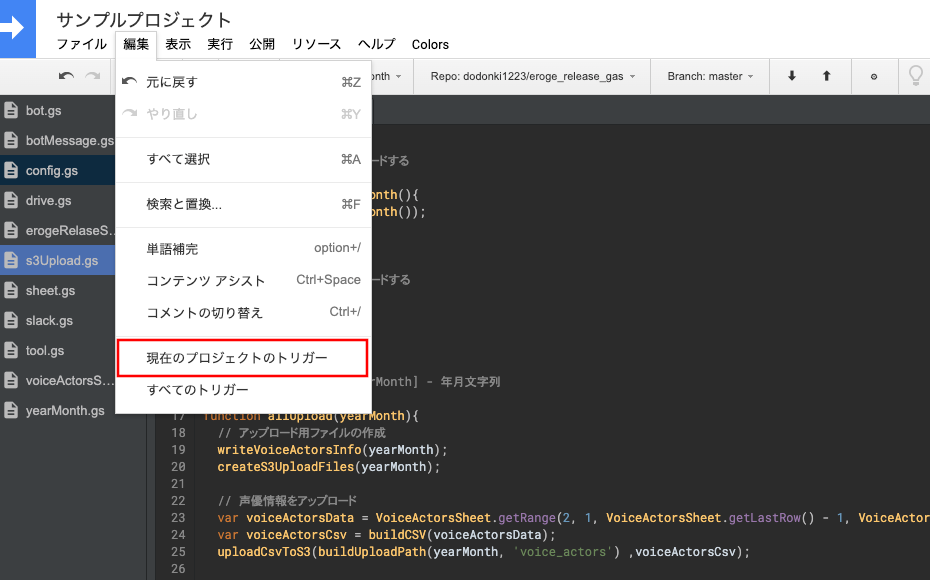 サンプルプロジェクト
ファイル 編集 表示 実行 公開 リソース ヘルプ Colors
元に戻す ⌘Z
やり直し ⌘Y
すべて選択 ⌘A
検索と置換... ⌘F
単語補完 option+/
コンテンツ アシスト Ctrl+Space
コメントの切り替え Ctrl+/
現在のプロジェクトのトリガー
すべてのトリガー
onth Repo: dodonki1223/eroge_release_gas Branch: master
bot.gs
botMessage.gs
config.gs
drive.gs
erogeRelaseS...
s3Upload.gs
sheet.gs
slack.gs
tool.gs
voiceActorsS...
yearMonth.gs
ードする
onth(){
onth());
ードする
rMonth] - 年月文字列
17 function allUpload(yearMonth){
18 // アップロード用ファイルの作成
19 writeVoiceActorsInfo(yearMonth);
20 createS3UploadFiles(yearMonth);
21
22 // 声優情報をアップロード
23 var voiceActorsData = VoiceActorsSheet.getRange(2, 1, VoiceActorsSheet.getLastRow() - 1, VoiceActor
24 var voiceActorsCsv = buildCSV(voiceActorsData);
25 uploadCsvToS3(buildUploadPath(yearMonth, 'voice_actors') ,voiceActorsCsv);
26